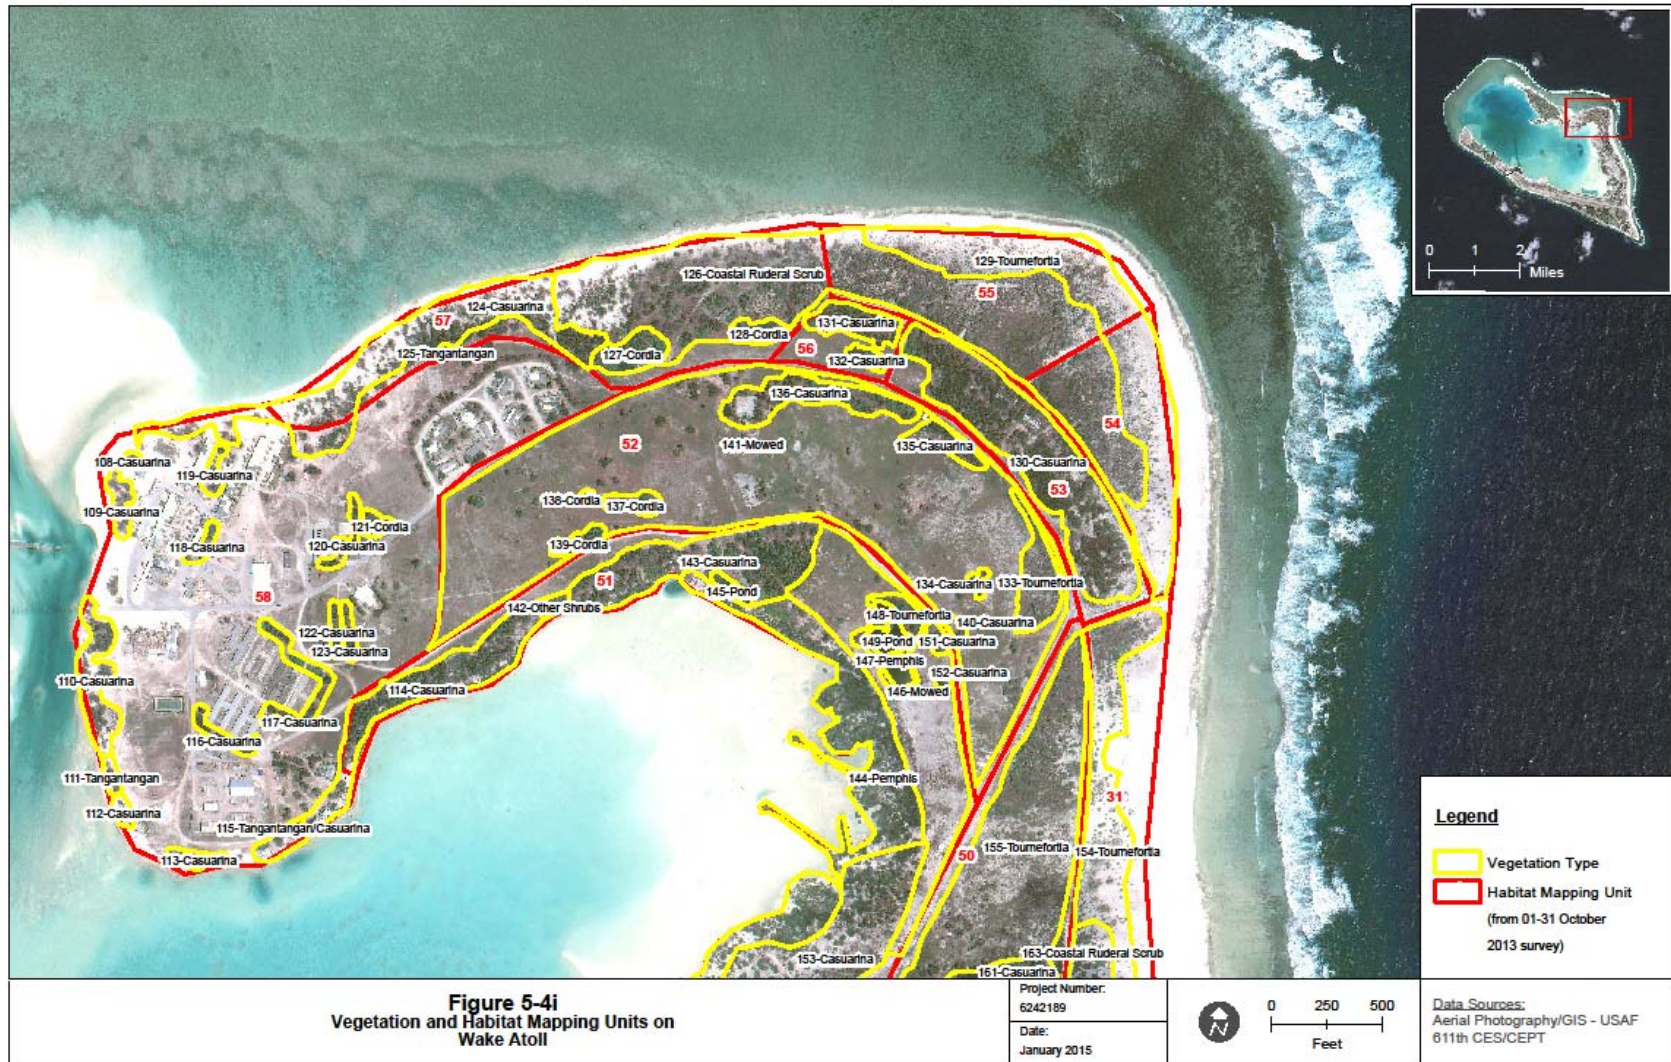 126-Coastal Ruderal Scrub
129-Tournefortia
55
124-Casuarina
57
128-Cordia
131-Casuarina
56
125-Tangantangan
127-Cordia
132-Casuarina
136-Casuarina
54
52
141-Mowed
135-Casuarina
108-Casuarina
119-Casuarina
130-Casuarina
53
138-Cordia
137-Cordia
109-Casuarina
121-Cordia
118-Casuarina
120-Casuarina
139-Cordia
143-Casuarina
51
145-Pond
134-Casuarina
133-Tournefortia
58
142-Other Shrubs
148-Tournefortia
140-Casuarina
122-Casuarina
149-Pond
151-Casuarina
123-Casuarina
147-Pemphis
152-Casuarina
110-Casuarina
114-Casuarina
146-Mowed
117-Casuarina
116-Casuarina
111-Tangantangan
144-Pemphis
31
112-Casuarina
115-Tangantangan/Casuarina
113-Casuarina
50
155-Tournefortia
154-Tournefortia
153-Casuarina
163-Coastal Ruderal Scrub
161-Casuarina
0 1 2
Miles
Legend
Vegetation Type
Habitat Mapping Unit
(from 01-31 October
2013 survey)
Figure 5-4i
Vegetation and Habitat Mapping Units on
Wake Atoll
Project Number:
6242189
Date:
January 2015
N
0 250 500
Feet
Data Sources:
Aerial Photography/GIS - USAF
611th CES/CEPT